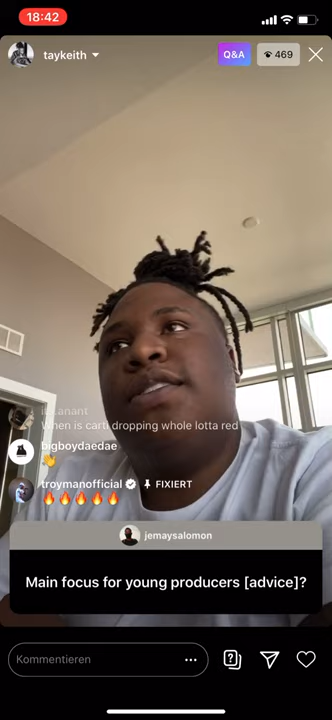 18:42
taykeith
Q&A
469
When is carti dropping whole lotta red
bigboydaedae
troymanofficial FIXIERT
jemaysalomon
Main focus for young producers [advice]?
Kommentieren